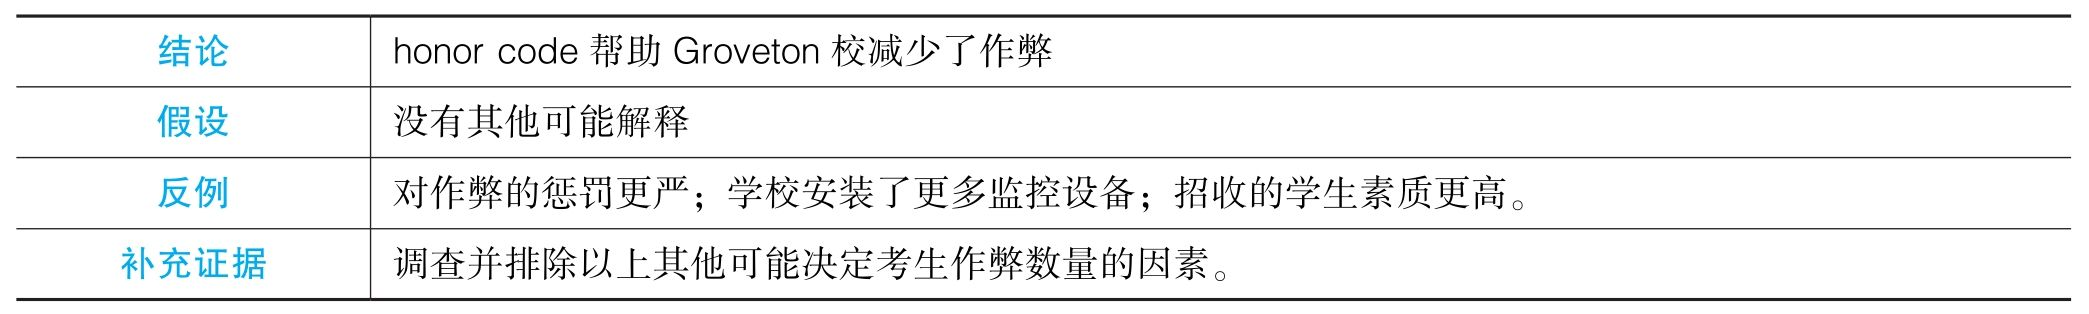 结论 honor code 帮助 Groveton 校减少了作弊
假设 没有其他可能解释
反例 对作弊的惩罚更严；学校安装了更多监控设备；招收的学生素质更高。
补充证据 调查并排除以上其他可能决定考生作弊数量的因素。